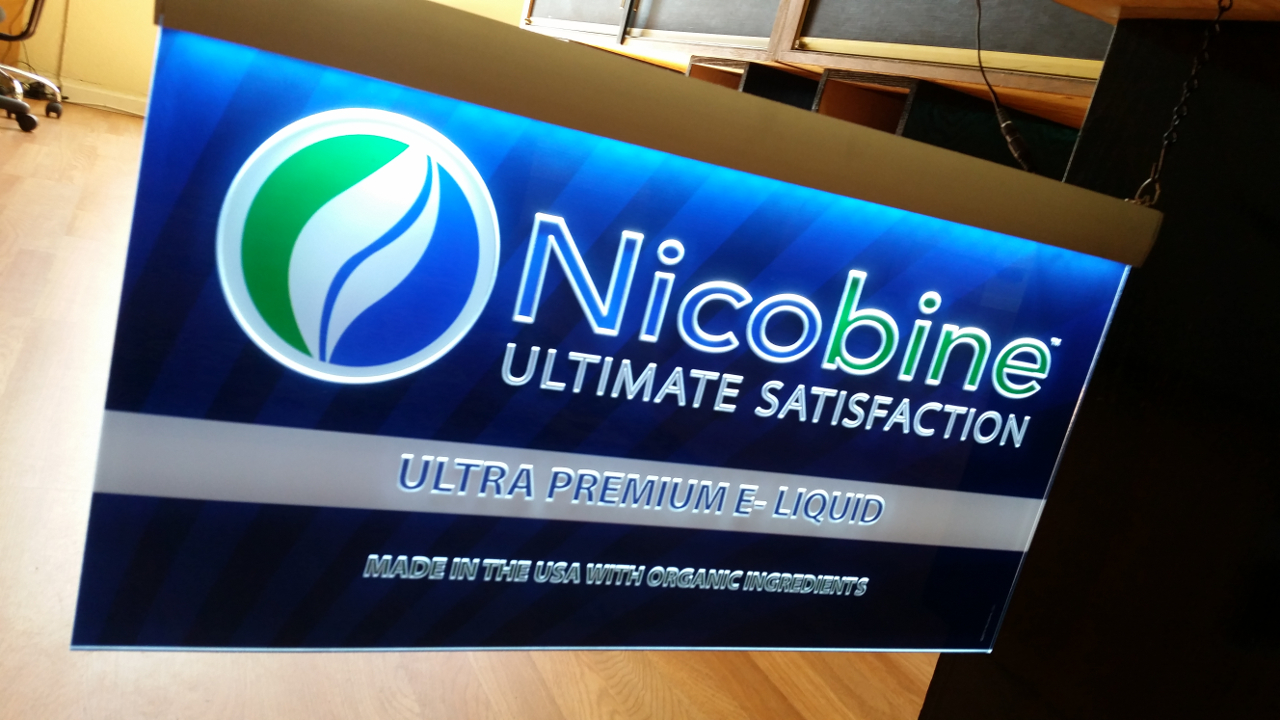 Nicobine™
ULTIMATE SATISFACTION
ULTRA PREMIUM E- LIQUID
MADE IN THE USA WITH ORGANIC INGREDIENTS